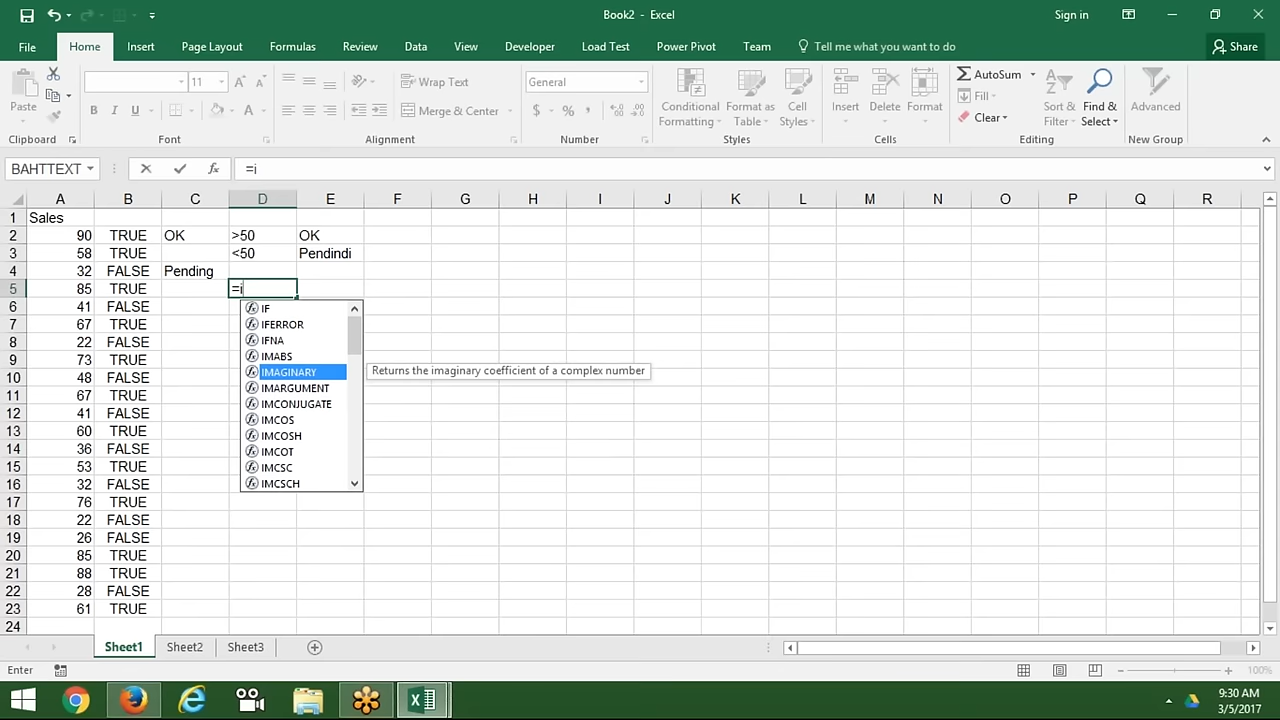 Book2 - Excel
Sign in
File Home Insert Page Layout Formulas Review Data View Developer Load Test Power Pivot Team Tell me what you want to do Share
Paste
11
B I U
Wrap Text
Merge & Center
General
$ % ,
Conditional Formatting
Format as Table
Cell Styles
Insert
Delete
Format
AutoSum
Fill
Clear
Sort & Filter
Find & Select
Advanced
Clipboard Font Alignment Number Styles Cells Editing New Group
BAHTTEXT fx =i
A B C D E F G H I J K L M N O P Q R
1 Sales
2 90 TRUE OK >50 OK
3 58 TRUE <50 Pendindi
4 32 FALSE Pending
5 85 TRUE =i
6 41 FALSE
7 67 TRUE
8 22 FALSE
9 73 TRUE
10 48 FALSE
11 67 TRUE
12 41 FALSE
13 60 TRUE
14 36 FALSE
15 53 TRUE
16 32 FALSE
17 76 TRUE
18 22 FALSE
19 26 FALSE
20 85 TRUE
21 88 TRUE
22 28 FALSE
23 61 TRUE
24
IF
IFERROR
IFNA
IMABS
IMAGINARY Returns the imaginary coefficient of a complex number
IMARGUMENT
IMCONJUGATE
IMCOS
IMCOSH
IMCOT
IMCSC
IMCSCH
Sheet1 Sheet2 Sheet3
Enter
100%
9:30 AM
3/5/2017